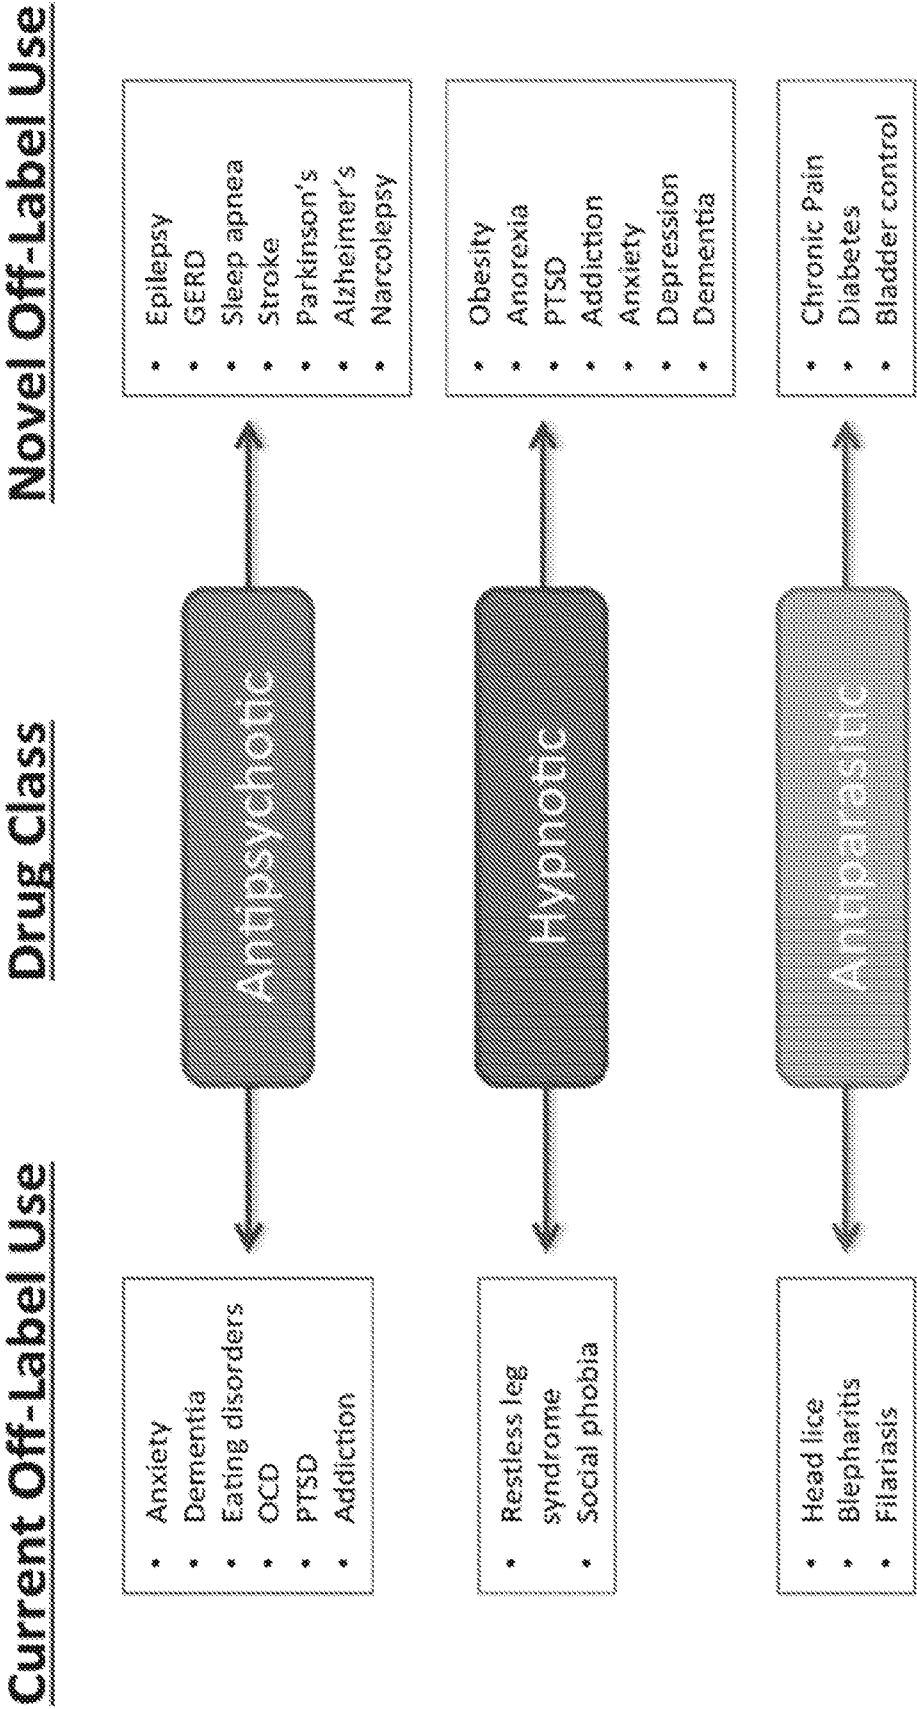 Current Off-Label Use
Drug Class
Novel Off-Label Use
• Anxiety
• Dementia
• Eating disorders
• OCD
• PTSD
• Addiction
Antipsychotic
• Epilepsy
• GERD
• Sleep apnea
• Stroke
• Parkinson's
• Alzheimer's
• Narcolepsy
• Restless leg
syndrome
• Social phobia
Hypnotic
• Obesity
• Anorexia
• PTSD
• Addiction
• Anxiety
• Depression
• Dementia
• Head lice
• Blepharitis
• Filariasis
Antiparasitic
• Chronic Pain
• Diabetes
• Bladder control